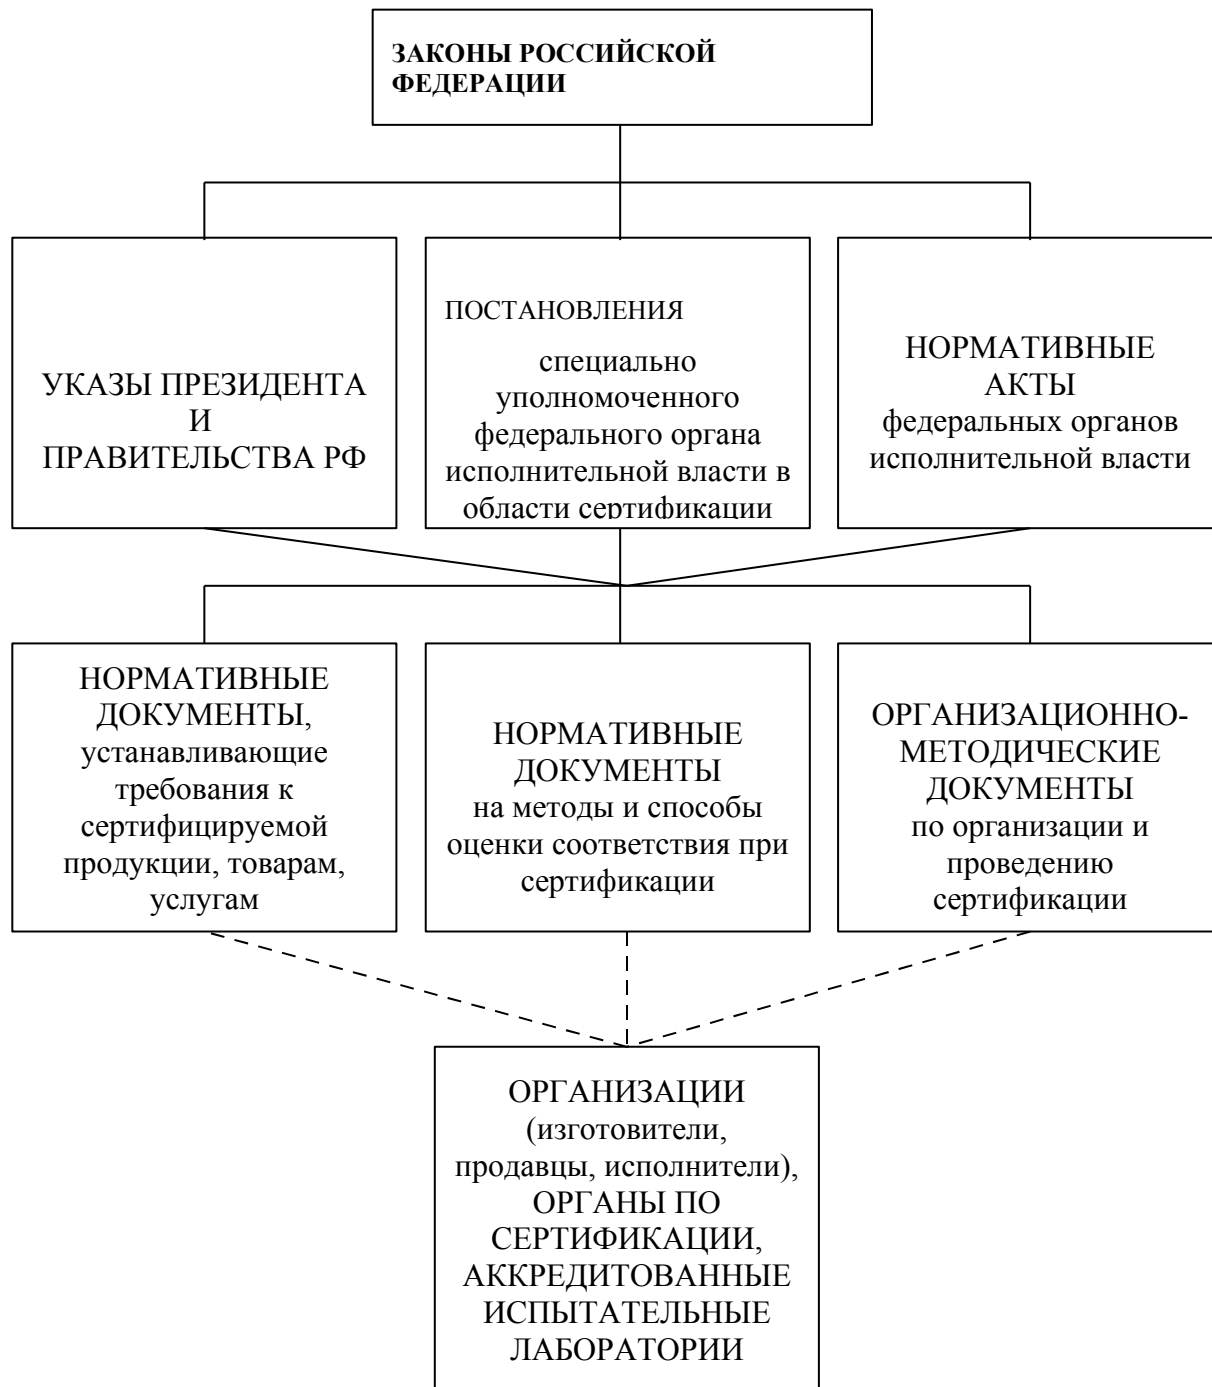 ЗАКОНЫ РОССИЙСКОЙ
ФЕДЕРАЦИИ
УКАЗЫ ПРЕЗИДЕНТА
И
ПРАВИТЕЛЬСТВА РФ
ПОСТАНОВЛЕНИЯ
специально
уполномоченного
федерального органа
исполнительной власти в
области сертификации
НОРМАТИВНЫЕ
АКТЫ
федеральных органов
исполнительной власти
НОРМАТИВНЫЕ
ДОКУМЕНТЫ,
устанавливающие
требования к
сертифицируемой
продукции, товарам,
услугам
НОРМАТИВНЫЕ
ДОКУМЕНТЫ
на методы и способы
оценки соответствия при
сертификации
ОРГАНИЗАЦИОННО-
МЕТОДИЧЕСКИЕ
ДОКУМЕНТЫ
по организации и
проведению
сертификации
ОРГАНИЗАЦИИ
(изготовители,
продавцы, исполнители),
ОРГАНЫ ПО
СЕРТИФИКАЦИИ,
АККРЕДИТОВАННЫЕ
ИСПЫТАТЕЛЬНЫЕ
ЛАБОРАТОРИИ